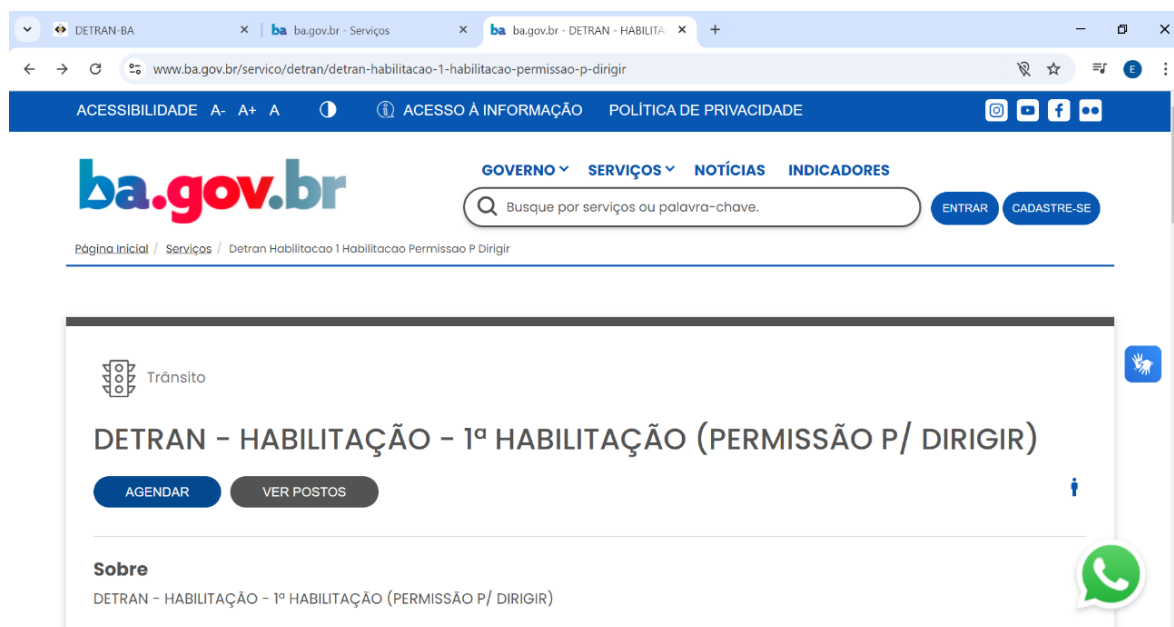 DETRAN-BA
ba ba.gov.br - Serviços
ba ba.gov.br - DETRAN - HABILITA
www.ba.gov.br/servico/detran/detran-habilitacao-1-habilitacao-permissao-p-dirigir
E
ACESSIBILIDADE A- A+ A ACESSO À INFORMAÇÃO POLÍTICA DE PRIVACIDADE
ba.gov.br
GOVERNO SERVIÇOS NOTÍCIAS INDICADORES
Busque por serviços ou palavra-chave.
ENTRAR CADASTRE-SE
Página Inicial / Serviços / Detran Habilitacao 1 Habilitacao Permissao P Dirigir
Trânsito
DETRAN - HABILITAÇÃO - 1ª HABILITAÇÃO (PERMISSÃO P/ DIRIGIR)
AGENDAR VER POSTOS
Sobre
DETRAN - HABILITAÇÃO - 1ª HABILITAÇÃO (PERMISSÃO P/ DIRIGIR)